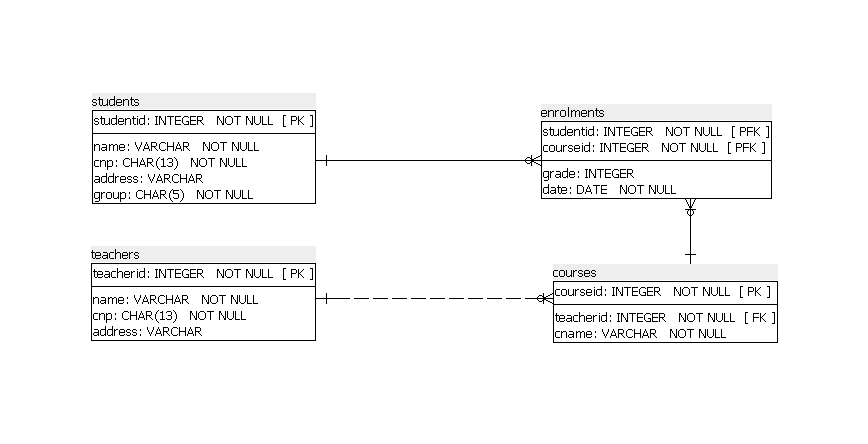 students
studentid: INTEGER NOT NULL [ PK ]
name: VARCHAR NOT NULL
cnp: CHAR(13) NOT NULL
address: VARCHAR
group: CHAR(5) NOT NULL
enrolments
studentid: INTEGER NOT NULL [ PFK ]
courseid: INTEGER NOT NULL [ PFK ]
grade: INTEGER
date: DATE NOT NULL
teachers
teacherid: INTEGER NOT NULL [ PK ]
name: VARCHAR NOT NULL
cnp: CHAR(13) NOT NULL
address: VARCHAR
courses
courseid: INTEGER NOT NULL [ PK ]
teacherid: INTEGER NOT NULL [ FK ]
cname: VARCHAR NOT NULL